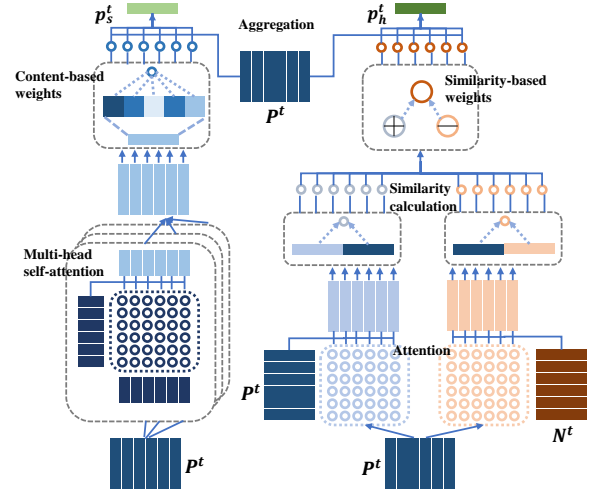 p_s^t
Aggregation
p_h^t
Content-based
weights
P^t
Similarity-based
weights
Similarity
calculation
Multi-head
self-attention
Attention
P^t
N^t
P^t
P^t